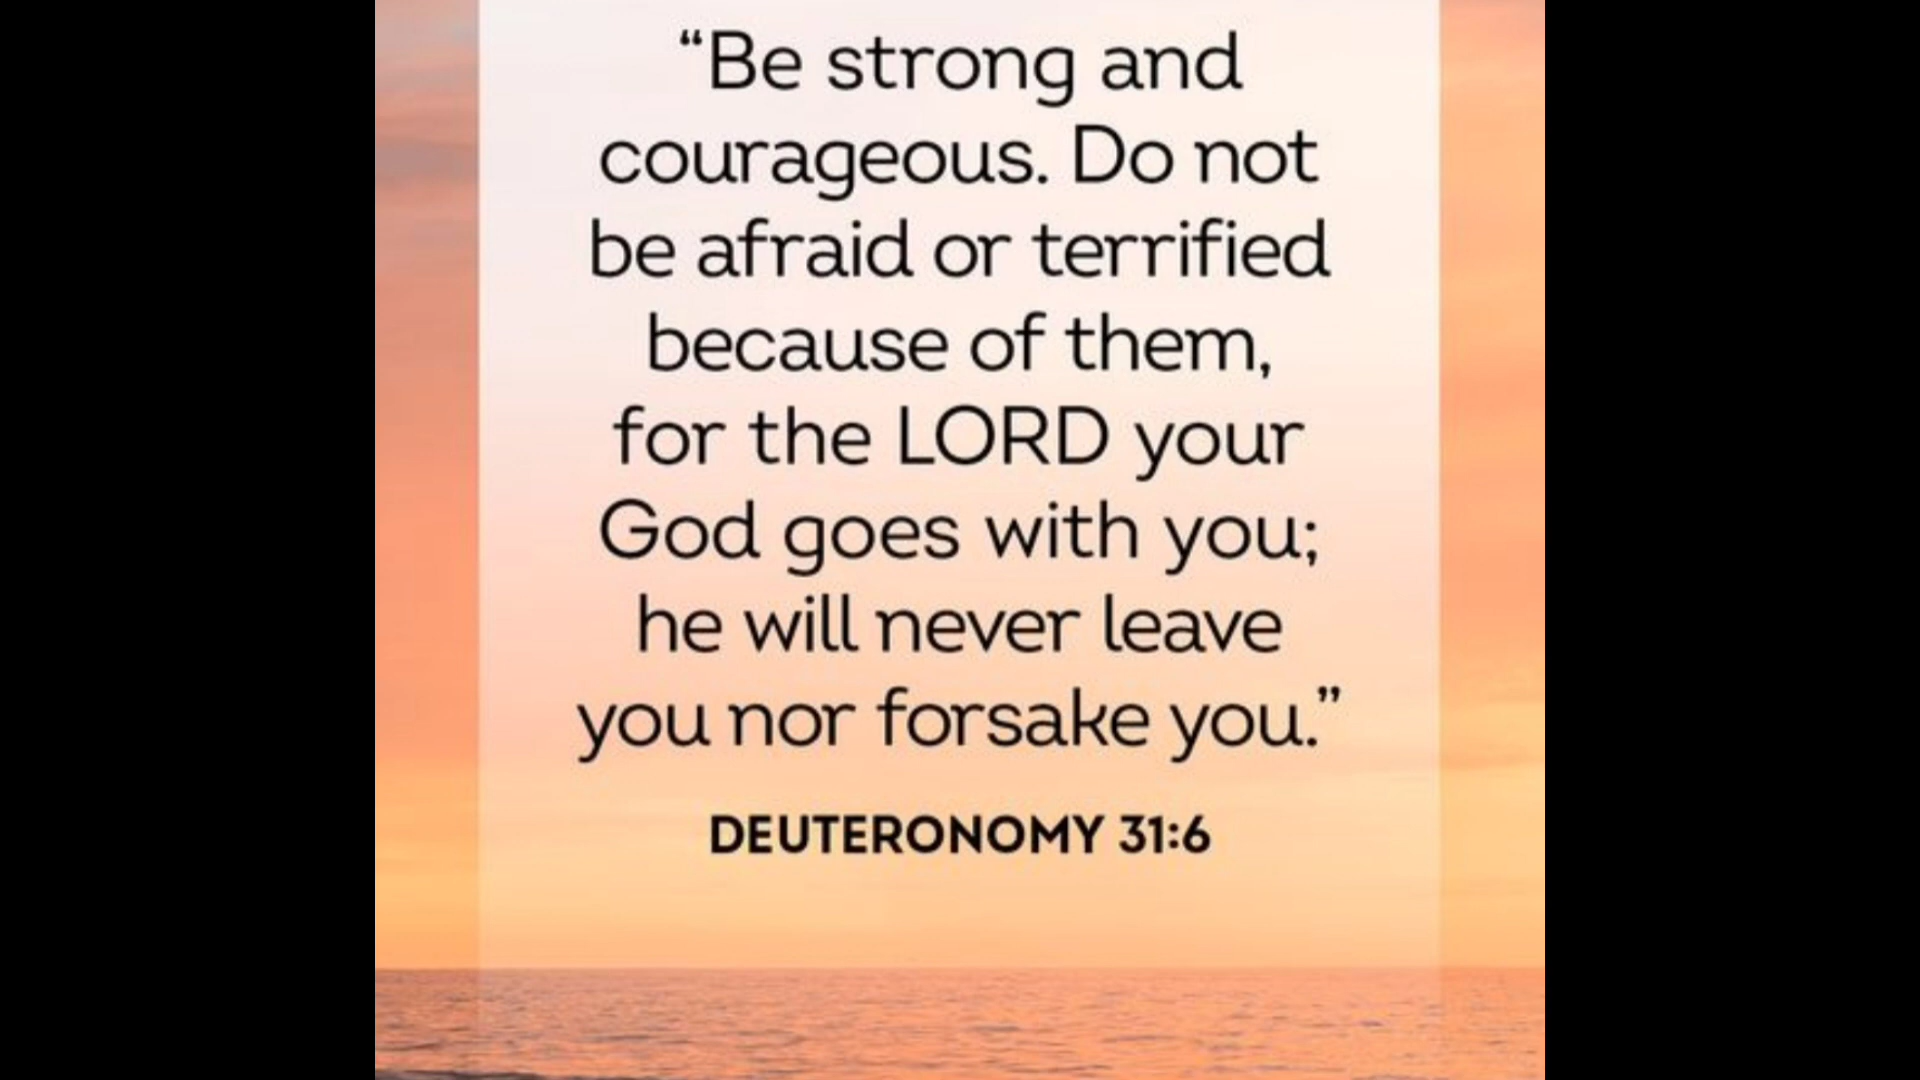 “Be strong and
courageous. Do not
be afraid or terrified
because of them,
for the LORD your
God goes with you;
he will never leave
you nor forsake you.”
DEUTERONOMY 31:6